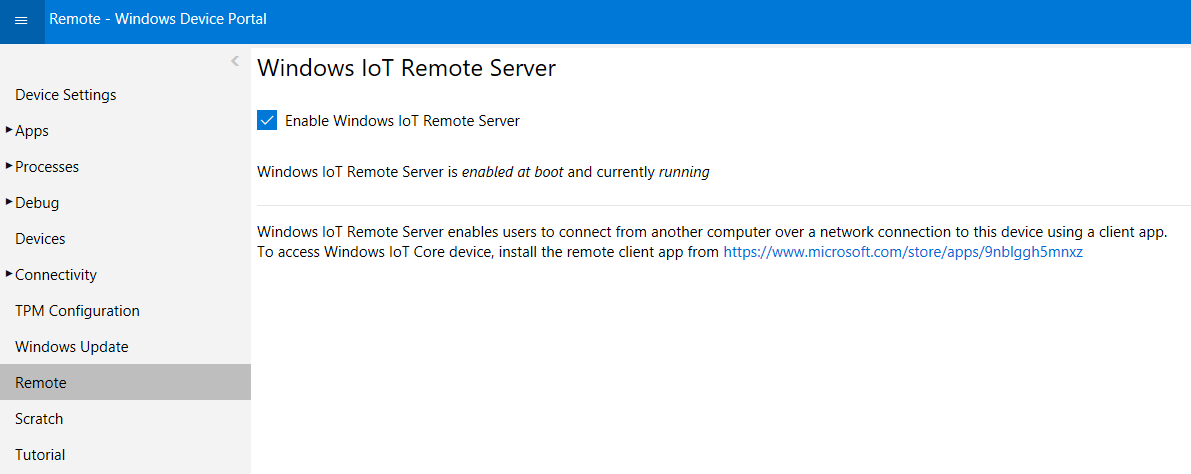 Remote - Windows Device Portal
Device Settings
Apps
Processes
Debug
Devices
Connectivity
TPM Configuration
Windows Update
Remote
Scratch
Tutorial
Windows IoT Remote Server
Enable Windows IoT Remote Server
Windows IoT Remote Server is enabled at boot and currently running
Windows IoT Remote Server enables users to connect from another computer over a network connection to this device using a client app.
To access Windows IoT Core device, install the remote client app from https://www.microsoft.com/store/apps/9nblggh5mnxz